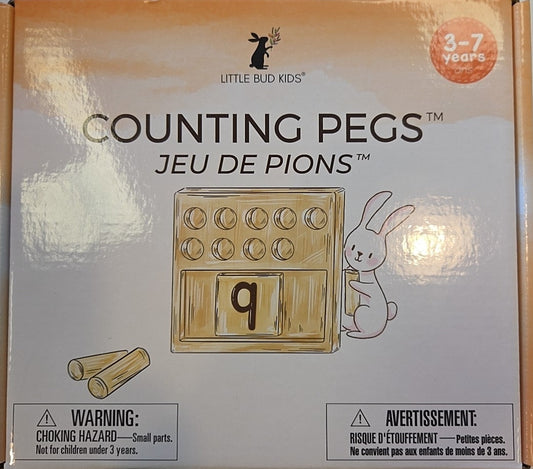 3-7
years
LITTLE BUD KIDS®
COUNTING PEGS™
JEU DE PIONS™
9
WARNING:
CHOKING HAZARD—Small parts.
Not for children under 3 years.
AVERTISSEMENT:
RISQUE D'ÉTOUFFEMENT—Petites pièces.
Ne convient pas aux enfants de moins de 3 ans.